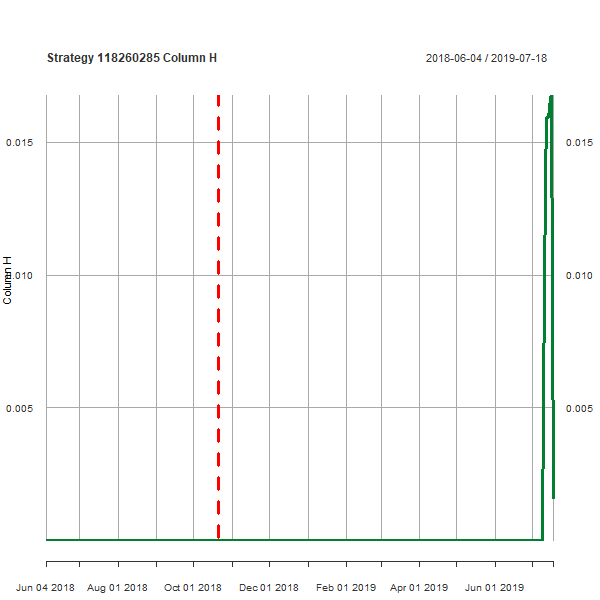 Strategy 118260285 Column H
2018-06-04 / 2019-07-18
0.015 0.015
0.010 0.010
Column H
0.005 0.005
Jun 04 2018 Aug 01 2018 Oct 01 2018 Dec 01 2018 Feb 01 2019 Apr 01 2019 Jun 01 2019